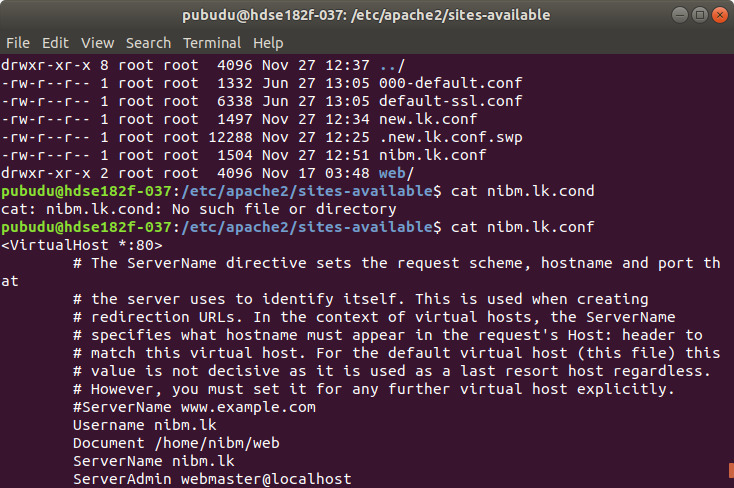 pubudu@hdse182f-037: /etc/apache2/sites-available
File Edit View Search Terminal Help
drwxr-xr-x 8 root root  4096 Nov 27 12:37 ../
-rw-r--r-- 1 root root  1332 Jun 27 13:05 000-default.conf
-rw-r--r-- 1 root root  6338 Jun 27 13:05 default-ssl.conf
-rw-r--r-- 1 root root  1497 Nov 27 12:34 new.lk.conf
-rw-r--r-- 1 root root 12288 Nov 27 12:25 .new.lk.conf.swp
-rw-r--r-- 1 root root  1504 Nov 27 12:51 nibm.lk.conf
drwxr-xr-x 2 root root  4096 Nov 17 03:48 web/
pubudu@hdse182f-037:/etc/apache2/sites-available$ cat nibm.lk.cond
cat: nibm.lk.cond: No such file or directory
pubudu@hdse182f-037:/etc/apache2/sites-available$ cat nibm.lk.conf
<VirtualHost *:80>
        # The ServerName directive sets the request scheme, hostname and port th
at
        # the server uses to identify itself. This is used when creating
        # redirection URLs. In the context of virtual hosts, the ServerName
        # specifies what hostname must appear in the request's Host: header to
        # match this virtual host. For the default virtual host (this file) this
        # value is not decisive as it is used as a last resort host regardless.
        # However, you must set it for any further virtual host explicitly.
        #ServerName www.example.com
        Username nibm.lk
        Document /home/nibm/web
        ServerName nibm.lk
        ServerAdmin webmaster@localhost